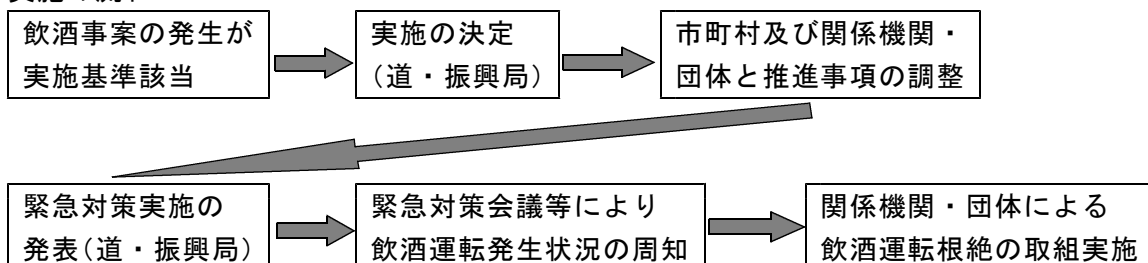 飲酒事案の発生が
実施基準該当
実施の決定
(道・振興局)
市町村及び関係機関・
団体と推進事項の調整
緊急対策実施の
発表(道・振興局)
緊急対策会議等により
飲酒運転発生状況の周知
関係機関・団体による
飲酒運転根絶の取組実施